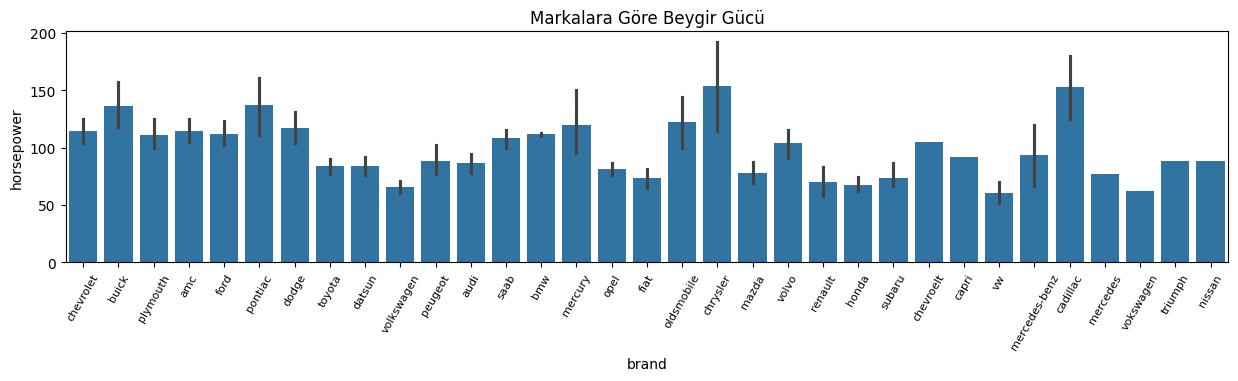 Markalara Göre Beygir Gücü
200
150
100
50
0
horsepower
chevrolet
buick
plymouth
amc
ford
pontiac
dodge
toyota
datsun
volkswagen
peugeot
audi
saab
bmw
mercury
opel
fiat
oldsmobile
chrysler
mazda
volvo
renault
honda
subaru
chevroelt
capri
vw
mercedes-benz
cadillac
mercedes
vokswagen
triumph
nissan
brand